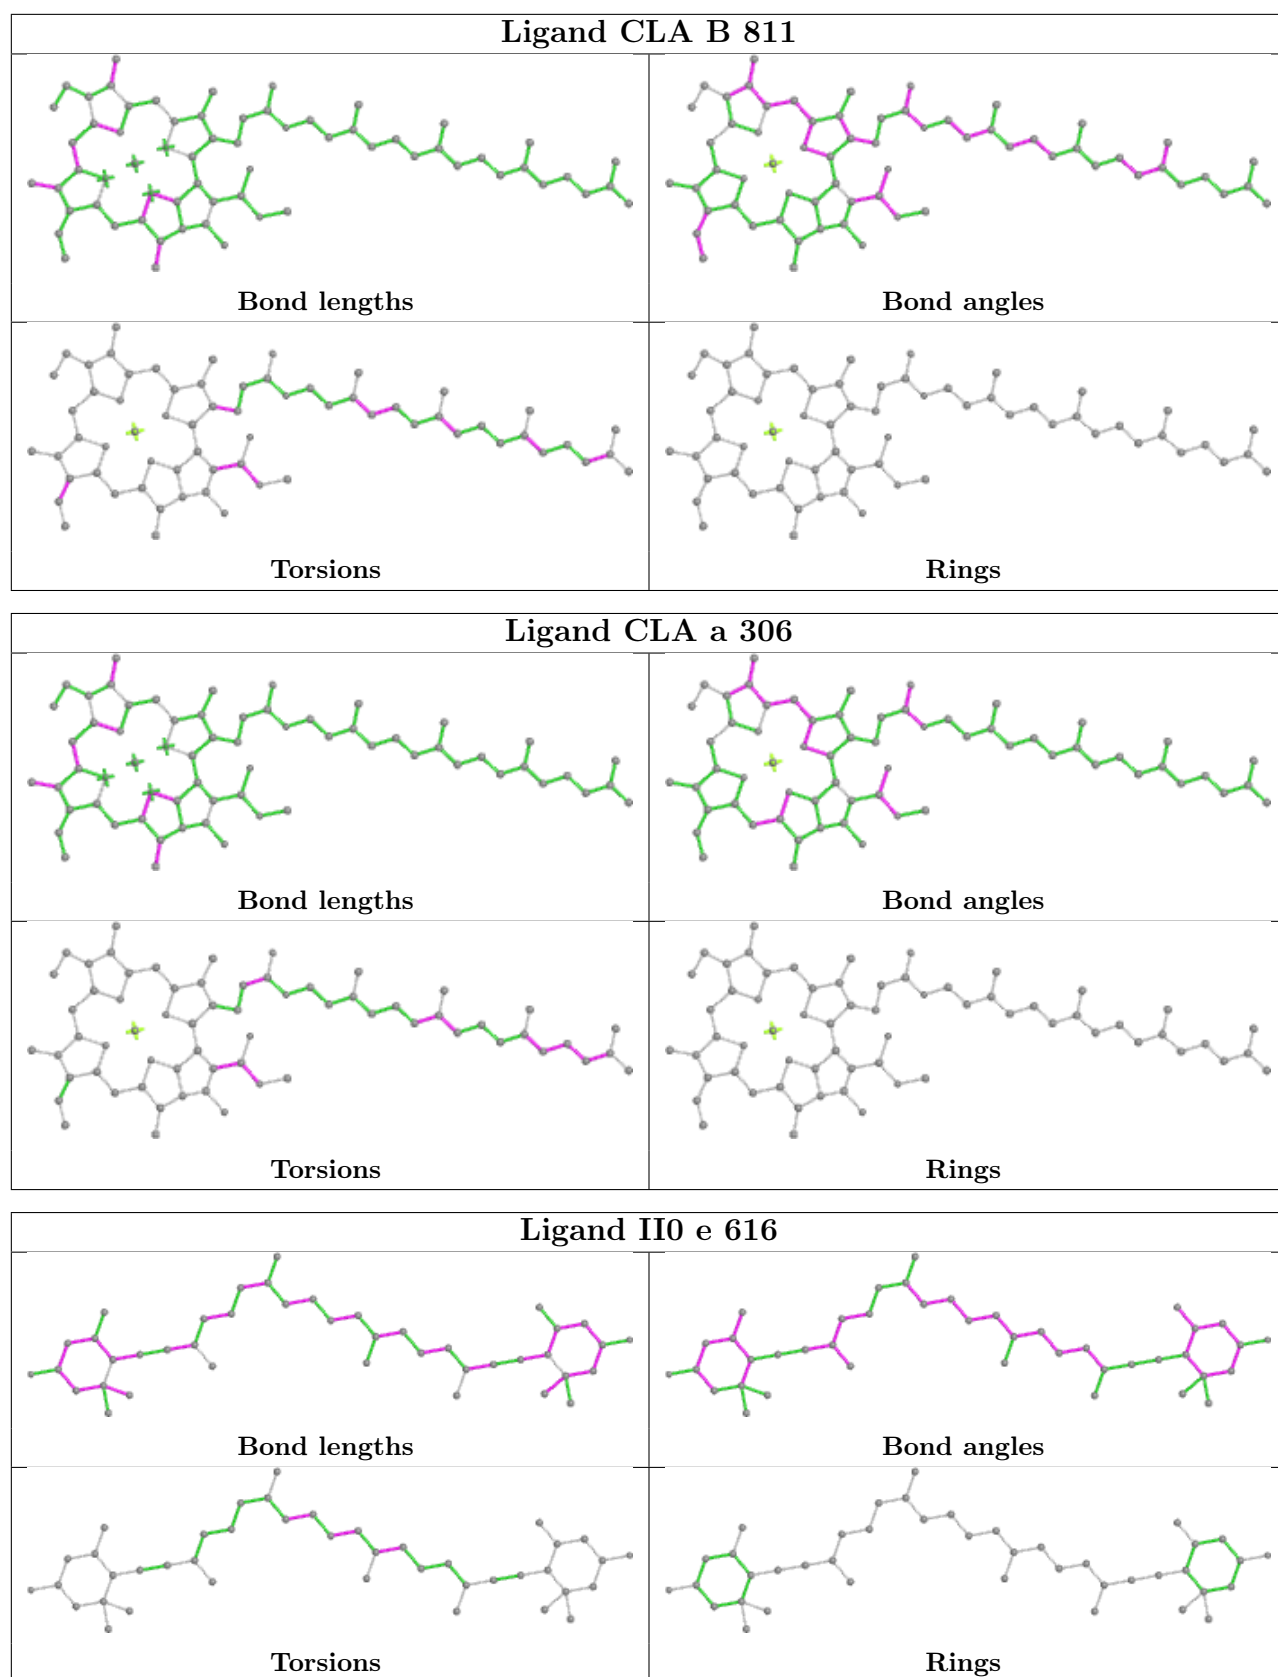 Ligand CLA B 811
Bond lengths
Bond angles
Torsions
Rings
Ligand CLA a 306
Bond lengths
Bond angles
Torsions
Rings
Ligand II0 e 616
Bond lengths
Bond angles
Torsions
Rings